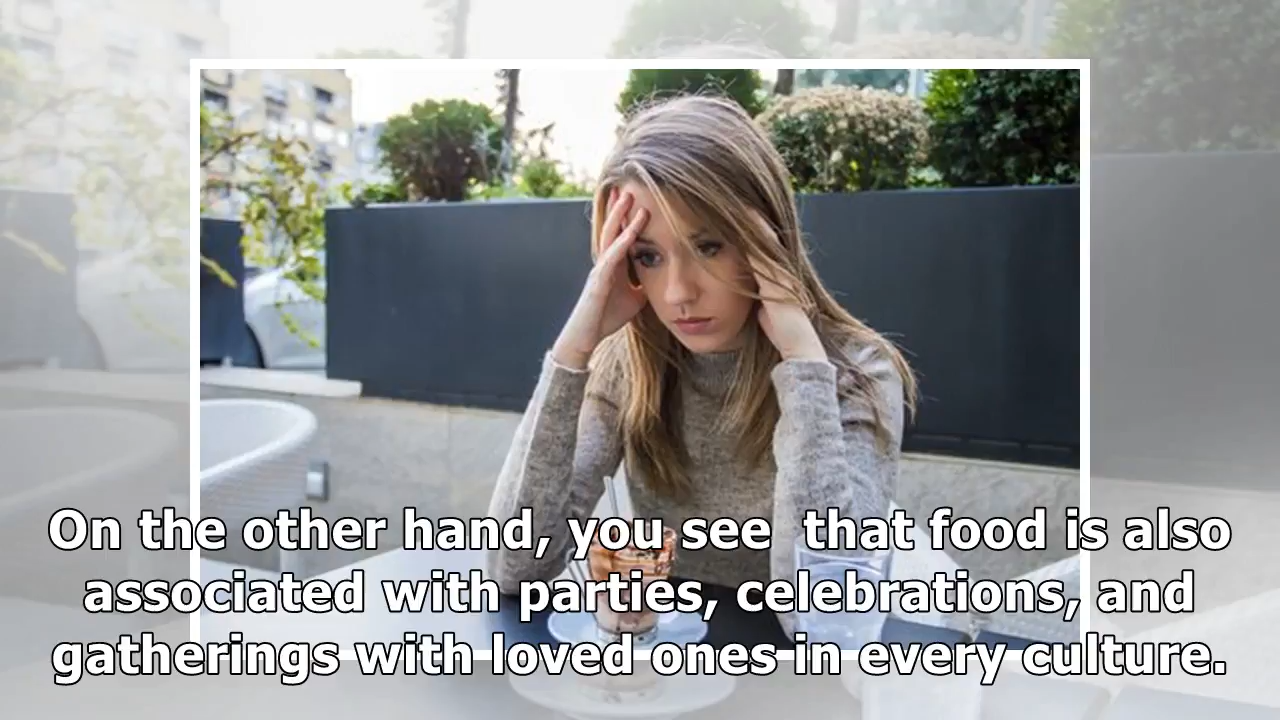 On the other hand, you see  that food is also
associated with parties, celebrations, and
gatherings with loved ones in every culture.